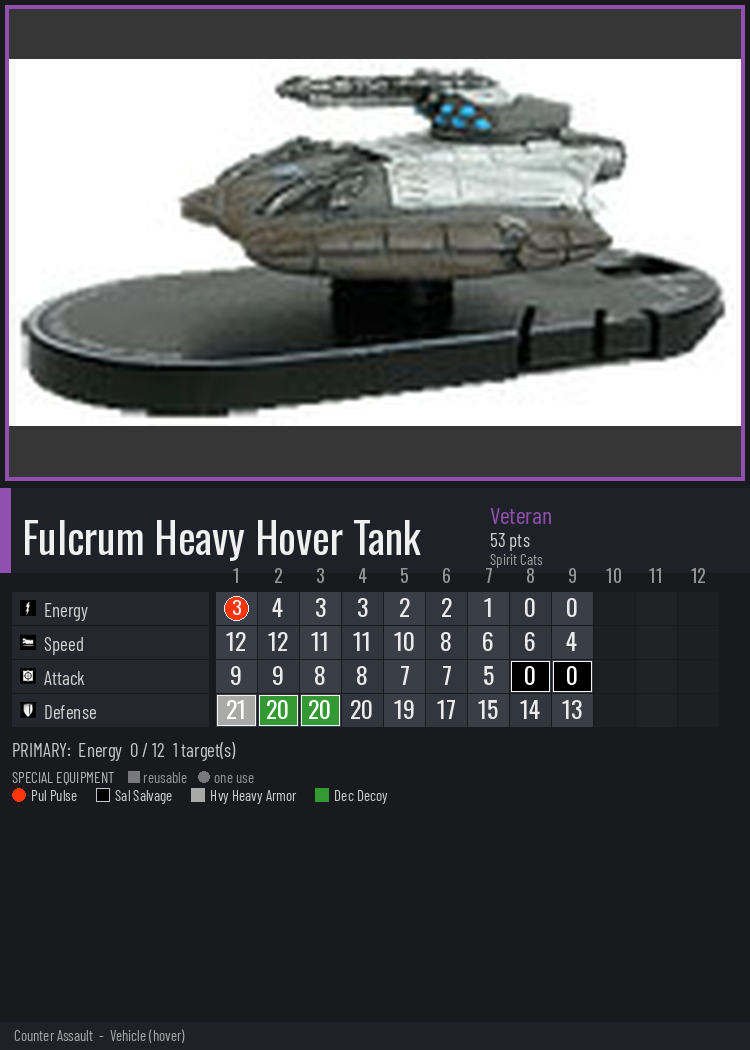 Fulcrum Heavy Hover Tank
Veteran
53 pts
Spirit Cats
1 2 3 4 5 6 7 8 9 10 11 12
Energy 3 4 3 3 2 2 1 0 0
Speed 12 12 11 11 10 8 6 6 4
Attack 9 9 8 8 7 7 5 0 0
Defense 21 20 20 20 19 17 15 14 13
PRIMARY: Energy 0 / 12 1 target(s)
SPECIAL EQUIPMENT reusable one use
Pul Pulse Sal Salvage Hvy Heavy Armor Dec Decoy
Counter Assault - Vehicle (hover)